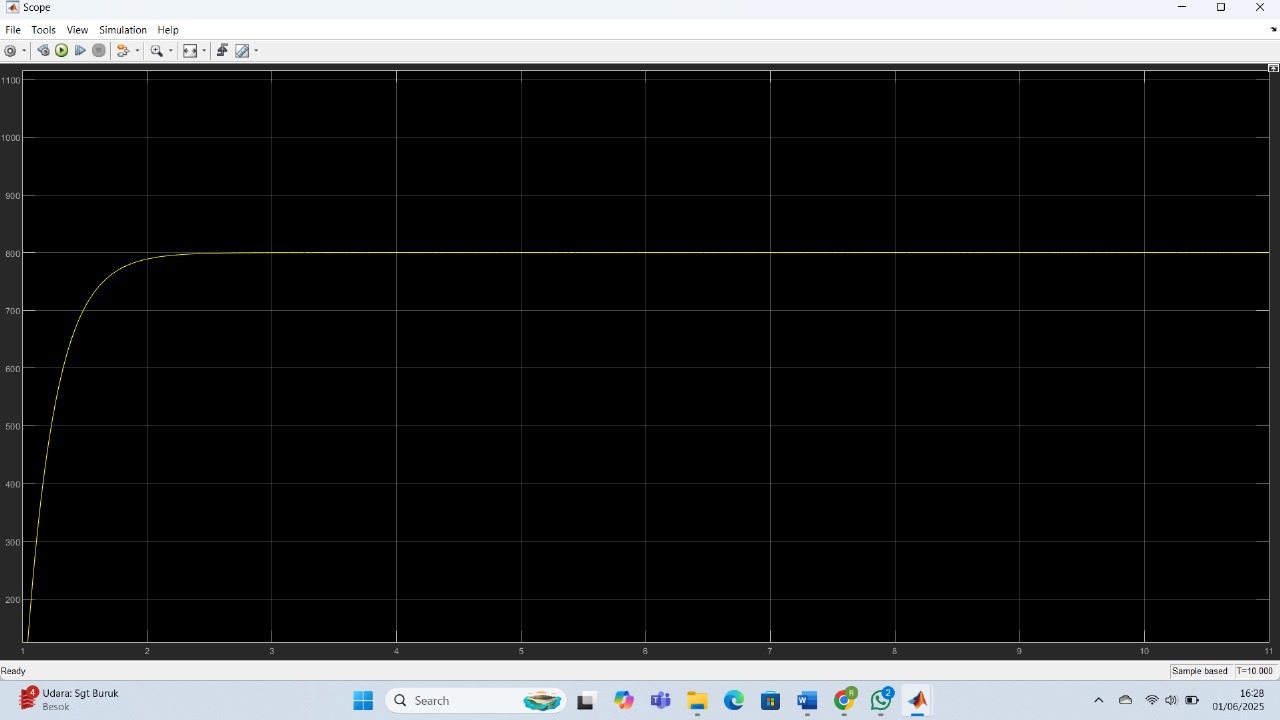 Scope
File Tools View Simulation Help
1100
1000
900
800
700
600
500
400
300
200
1 2 3 4 5 6 7 8 9 10 11
Ready
Sample based T=10.000
4
Udara: Sgt Buruk
Besok
Search
R
2
16:28
01/06/2025